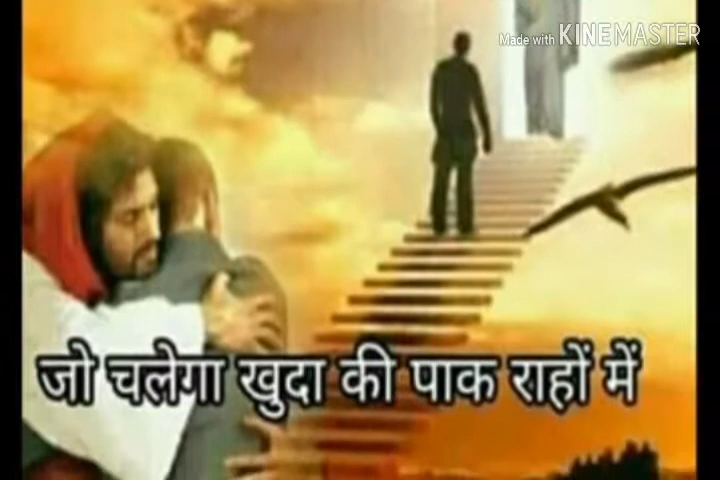 Made with KINEMASTER
जो चलेगा खुदा की पाक राहों में